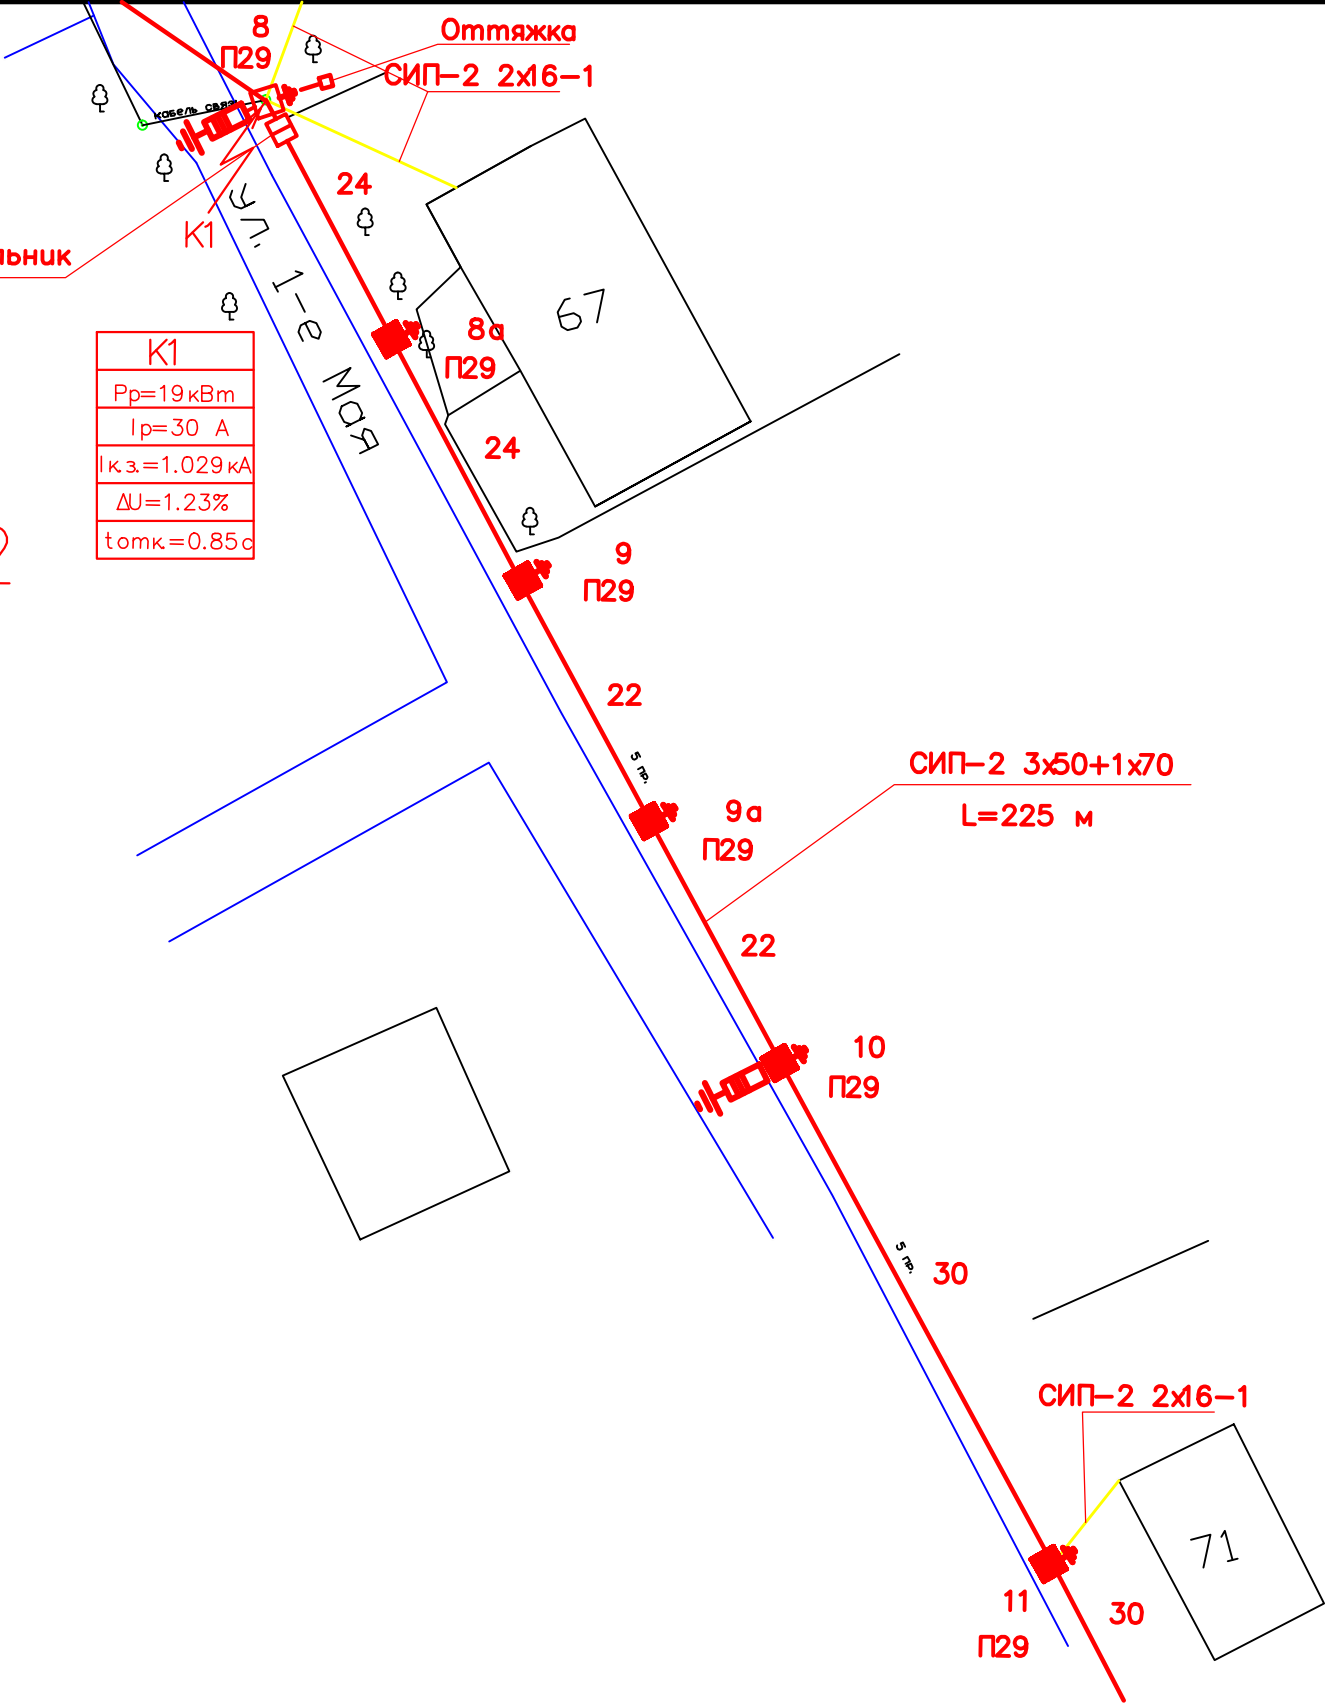 8
П29
Оттяжка
СИП-2 2х16-1
кабель связи
24
К1
ул. 1-е Мая
67
8а
П29
К1
Рр=19кВт
Iр=30 А
Iк.з.=1.029кА
ΔU=1.23%
tотк.=0.85с
24
9
П29
22
5 пр.
СИП-2 3х50+1х70
L=225 м
9а
П29
22
10
П29
5 пр.
30
СИП-2 2х16-1
71
11
П29
30